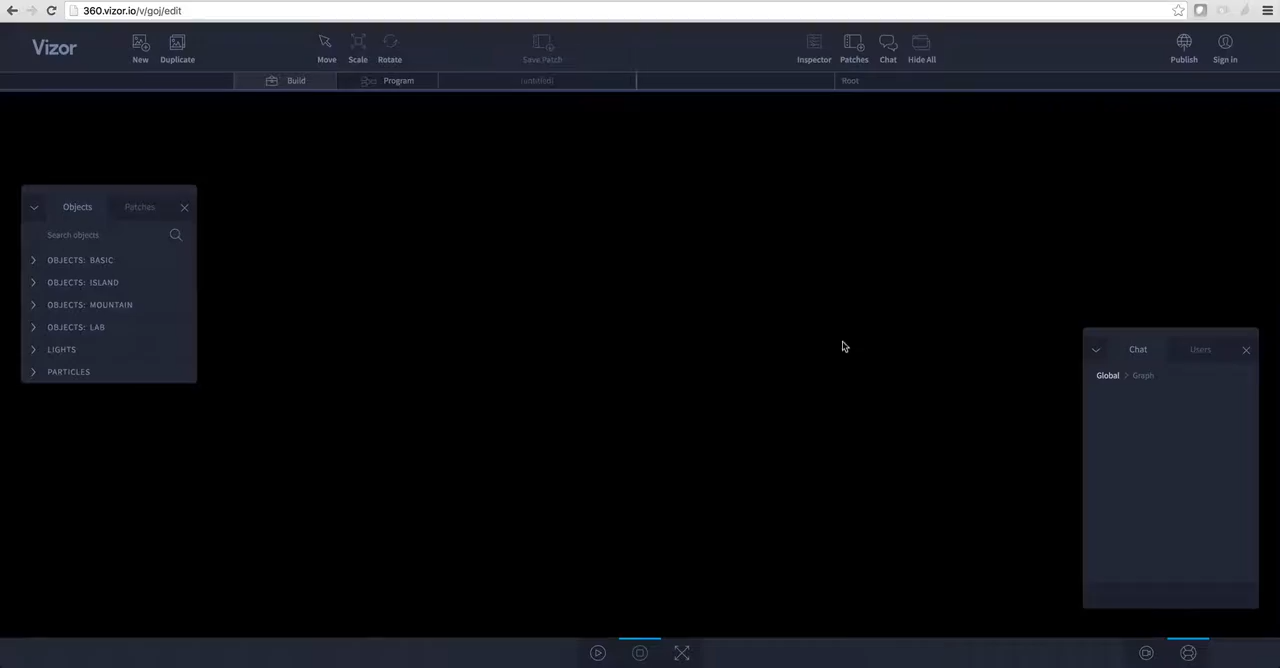 360.vizor.io/v/goj/edit
Vizor
New
Duplicate
Move
Scale
Rotate
Save Patch
Inspector
Patches
Chat
Hide All
Publish
Sign In
Build
Program
(untitled)
Root
Objects
Patches
Search objects
OBJECTS: BASIC
OBJECTS: ISLAND
OBJECTS: MOUNTAIN
OBJECTS: LAB
LIGHTS
PARTICLES
Chat
Users
Global > Graph